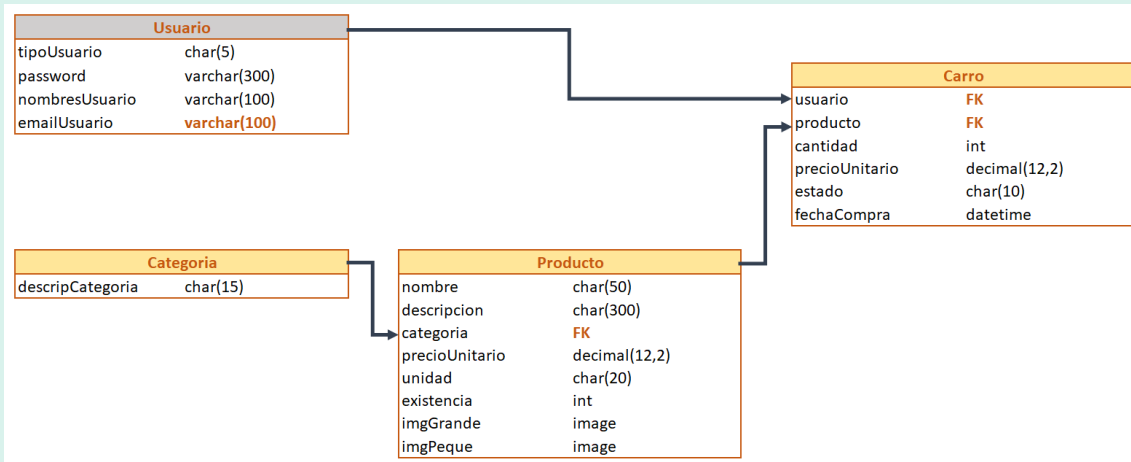 Usuario
tipoUsuario char(5)
password varchar(300)
nombresUsuario varchar(100)
emailUsuario varchar(100)
Carro
usuario FK
producto FK
cantidad int
precioUnitario decimal(12,2)
estado char(10)
fechaCompra datetime
Categoria
descripCategoria char(15)
Producto
nombre char(50)
descripcion char(300)
categoria FK
precioUnitario decimal(12,2)
unidad char(20)
existencia int
imgGrande image
imgPeque image